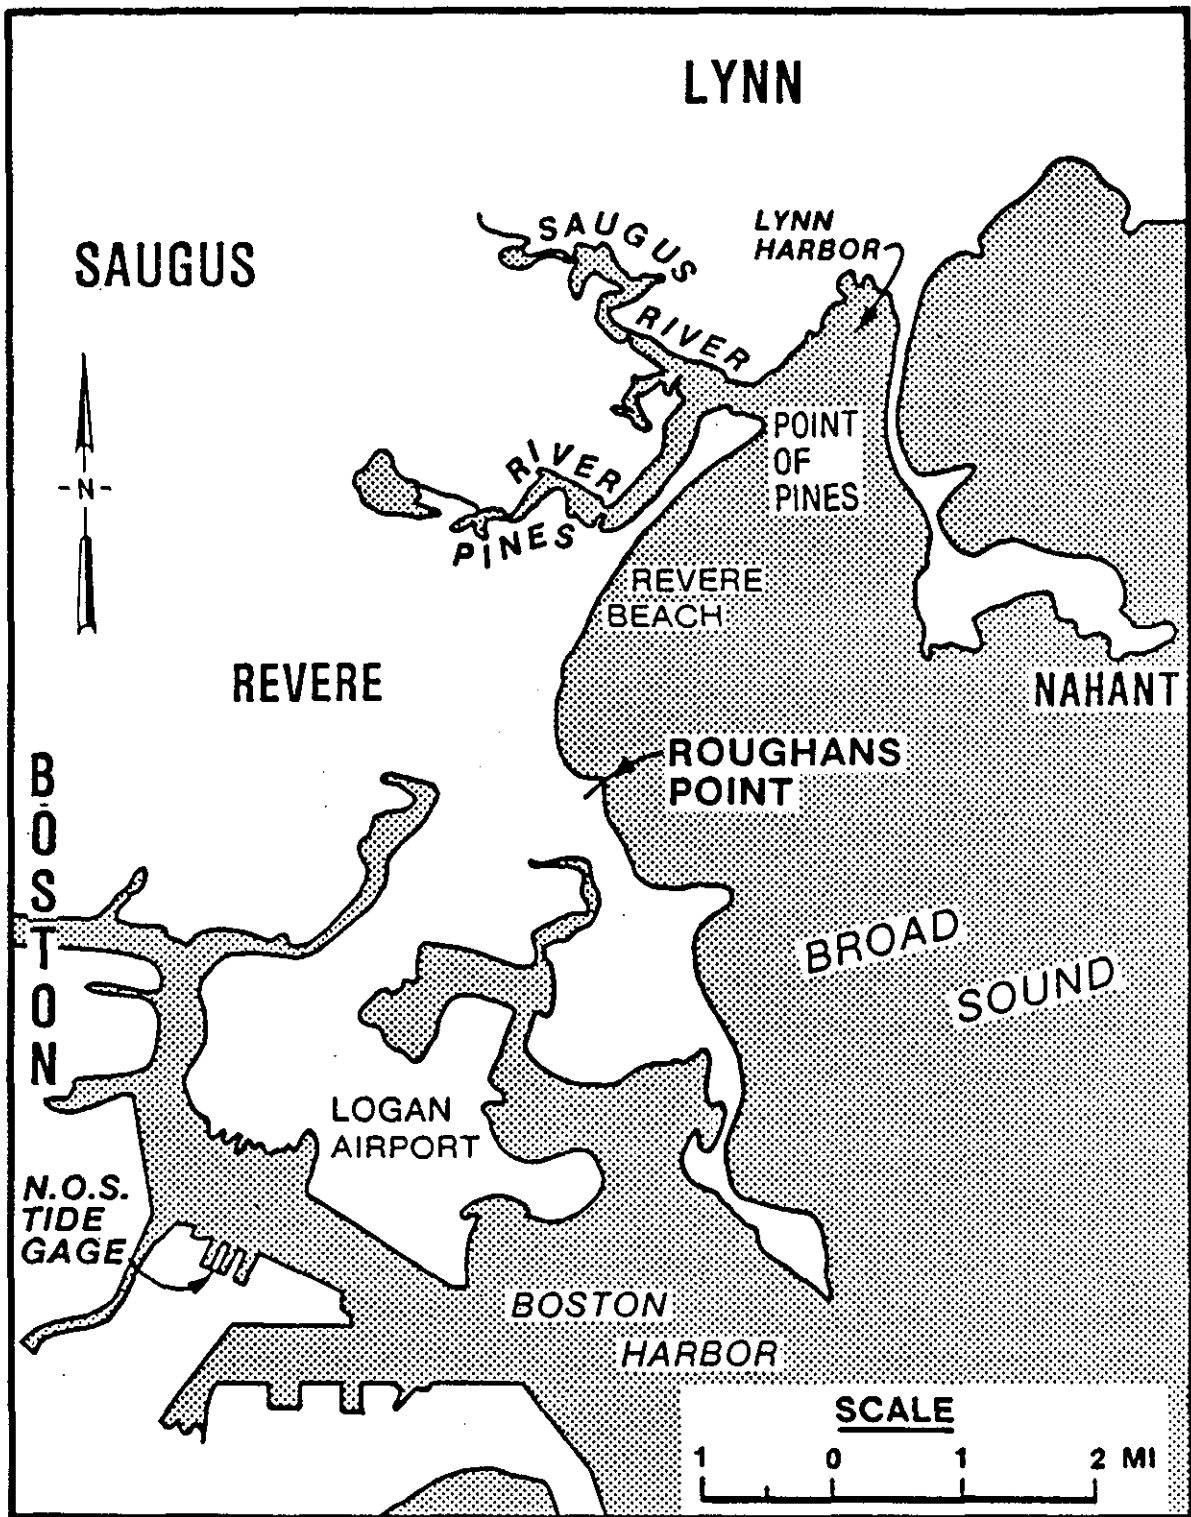 LYNN
SAUGUS
RIVER
LYNN
HARBOR
SAUGUS
POINT
OF
PINES
RIVER
PINES
-N-
REVERE
BEACH
REVERE
NAHANT
ROUGHANS
POINT
BOSTON
BROAD
SOUND
LOGAN
AIRPORT
N.O.S.
TIDE
GAGE
BOSTON
HARBOR
SCALE
1 0 1 2 MI